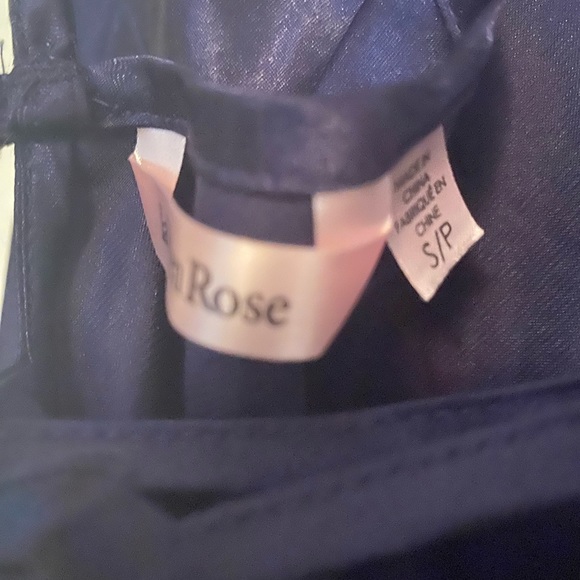 Rose
MADE IN
CHINA
FABRIQUÉ EN
CHINE
S/P